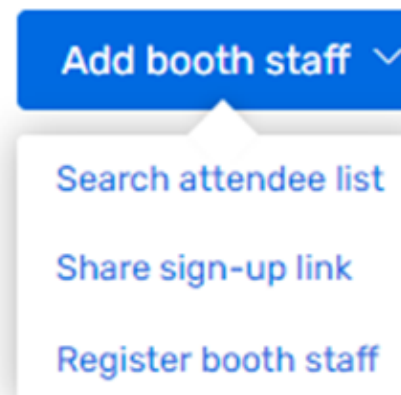 Add booth staff
Search attendee list
Share sign-up link
Register booth staff